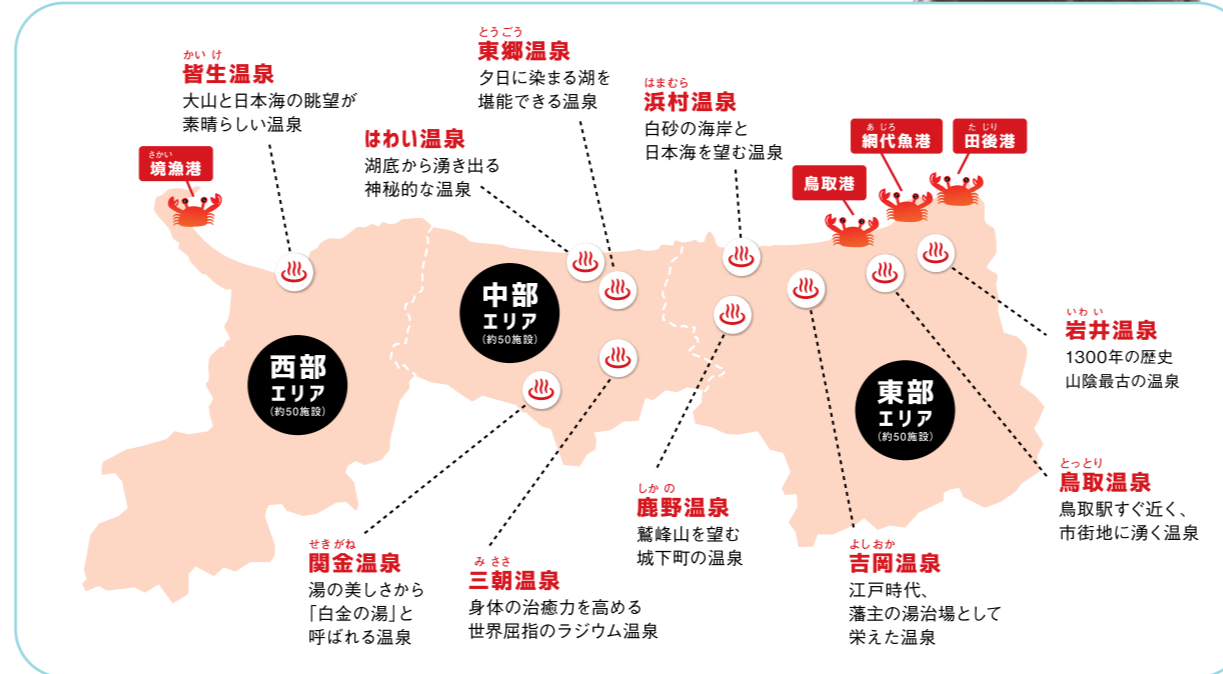 かいけ
皆生温泉
大山と日本海の眺望が
素晴らしい温泉
とうごう
東郷温泉
夕日に染まる湖を
堪能できる温泉
はわい温泉
湖底から湧き出る
神秘的な温泉
はまむら
浜村温泉
白砂の海岸と
日本海を望む温泉
さかい
境漁港
鳥取港
あじろ
網代魚港
たじり
田後港
西部
エリア
(約50施設)
中部
エリア
(約50施設)
東部
エリア
(約50施設)
いわい
岩井温泉
1300年の歴史
山陰最古の温泉
とっとり
鳥取温泉
鳥取駅すぐ近く、
市街地に湧く温泉
よしおか
吉岡温泉
江戸時代、
藩主の湯治場として
栄えた温泉
しかの
鹿野温泉
鷲峰山を望む
城下町の温泉
みささ
三朝温泉
身体の治癒力を高める
世界屈指のラジウム温泉
せきがね
関金温泉
湯の美しさから
「白金の湯」と
呼ばれる温泉